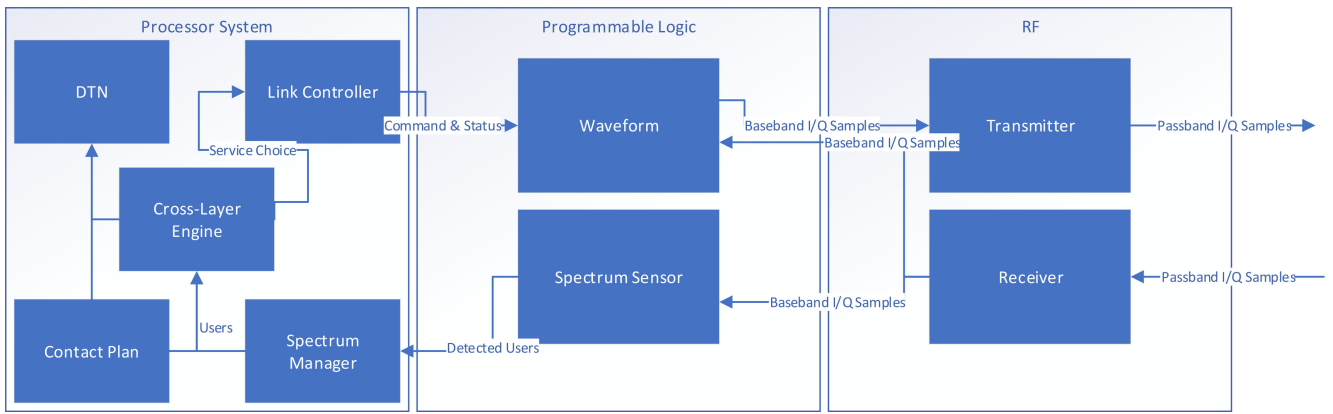 Processor System
Programmable Logic
RF
DTN
Link Controller
Command & Status
Waveform
Baseband I/Q Samples
Transmitter
Passband I/Q Samples
Service Choice
Baseband I/Q Samples
Cross-Layer
Engine
Spectrum Sensor
Receiver
Passband I/Q Samples
Baseband I/Q Samples
Users
Contact Plan
Spectrum
Manager
Detected Users